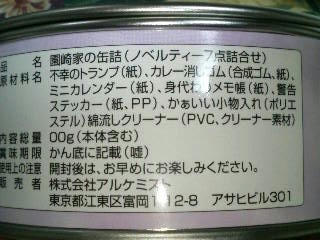 品名 園崎家の缶詰(ノベルティー7点詰合せ)
原材料名 不幸のトランプ(紙)、カレー消しゴム(合成ゴム、紙)、
ミニカレンダー(紙)、身代わりメモ帳(紙)、警告
ステッカー(紙、PP)、かぁいい小物入れ(ポリエ
ステル)綿流しクリーナー(PVC、クリーナー素材)
内容総量 00g(本体含む)
賞味期限 かん底に記載(嘘)
使用上の注意 開封後は、お早めにお楽しみください。
販売者 株式会社アルケミスト
東京都江東区富岡1-12-8 アサヒビル301